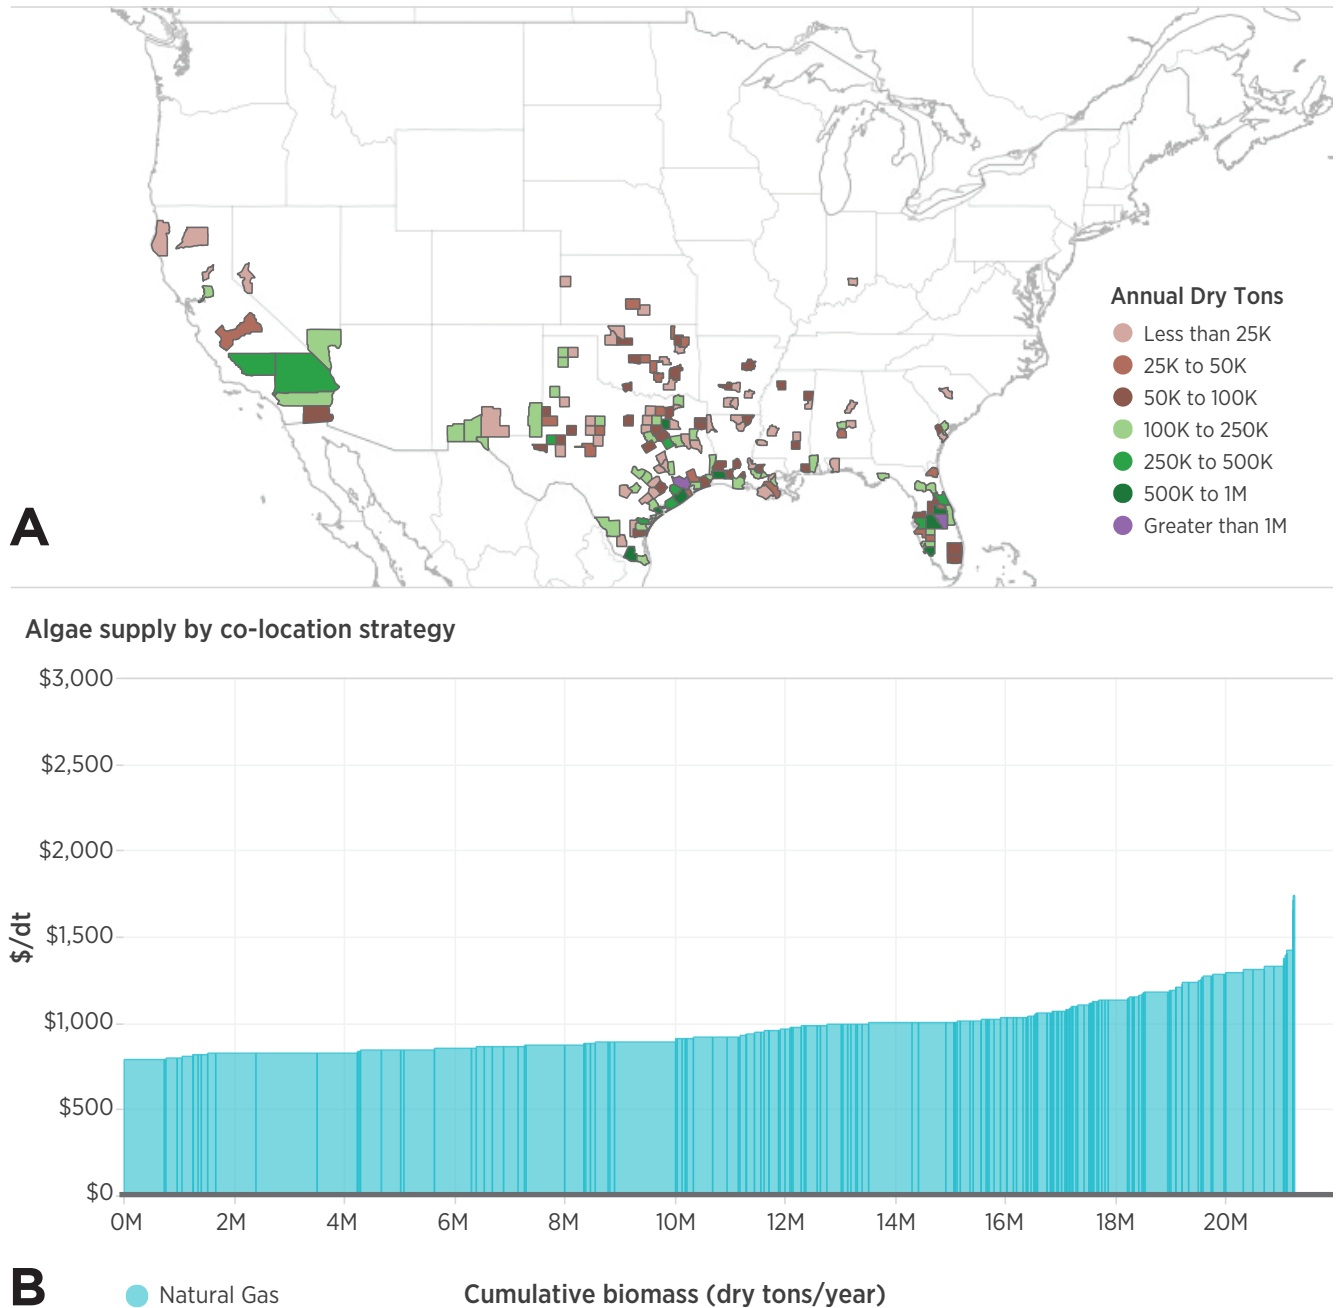 Annual Dry Tons
Less than 25K
25K to 50K
50K to 100K
100K to 250K
250K to 500K
500K to 1M
Greater than 1M
A
Algae supply by co-location strategy
$3,000
$2,500
$2,000
$1,500
$1,000
$500
$0
$/dt
0M 2M 4M 6M 8M 10M 12M 14M 16M 18M 20M
B
Natural Gas
Cumulative biomass (dry tons/year)